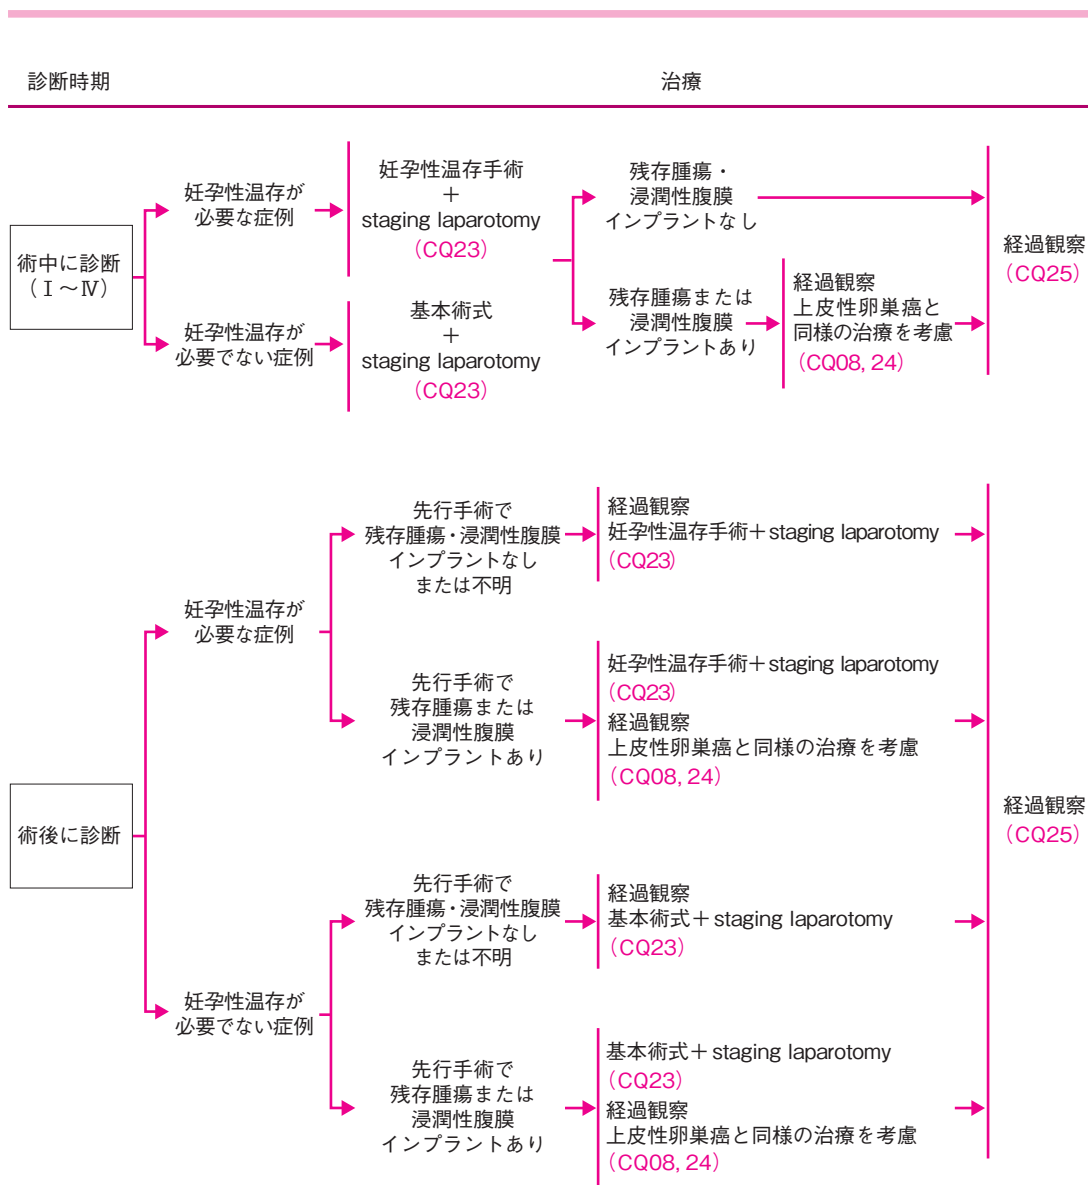 診断時期
治療
術中に診断
(Ⅰ～Ⅳ)
妊孕性温存が
必要な症例
妊孕性温存が
必要でない症例
妊孕性温存手術
+
staging laparotomy
(CQ23)
基本術式
+
staging laparotomy
(CQ23)
残存腫瘍・
浸潤性腹膜
インプラントなし
残存腫瘍または
浸潤性腹膜
インプラントあり
経過観察
上皮性卵巣癌と
同様の治療を考慮
(CQ08, 24)
経過観察
(CQ25)
術後に診断
妊孕性温存が
必要な症例
先行手術で
残存腫瘍・浸潤性腹膜
インプラントなし
または不明
経過観察
妊孕性温存手術＋staging laparotomy
(CQ23)
先行手術で
残存腫瘍または
浸潤性腹膜
インプラントあり
妊孕性温存手術＋staging laparotomy
(CQ23)
経過観察
上皮性卵巣癌と同様の治療を考慮
(CQ08, 24)
妊孕性温存が
必要でない症例
先行手術で
残存腫瘍・浸潤性腹膜
インプラントなし
または不明
経過観察
基本術式＋staging laparotomy
(CQ23)
先行手術で
残存腫瘍または
浸潤性腹膜
インプラントあり
基本術式＋staging laparotomy
(CQ23)
経過観察
上皮性卵巣癌と同様の治療を考慮
(CQ08, 24)
経過観察
(CQ25)